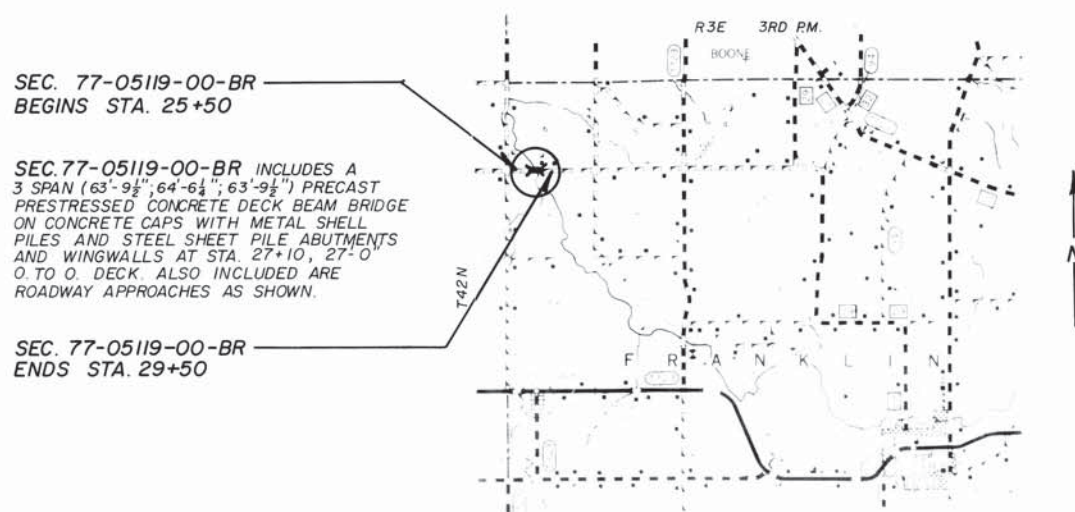 SEC. 77-05119-00-BR
BEGINS STA. 25+50
SEC. 77-05119-00-BR INCLUDES A
3 SPAN (63'-9½"; 64'-6¼"; 63'-9½") PRECAST
PRESTRESSED CONCRETE DECK BEAM BRIDGE
ON CONCRETE CAPS WITH METAL SHELL
PILES AND STEEL SHEET PILE ABUTMENTS
AND WINGWALLS AT STA. 27+10, 27'-0"
O. TO O. DECK. ALSO INCLUDED ARE
ROADWAY APPROACHES AS SHOWN.
SEC. 77-05119-00-BR
ENDS STA. 29+50
R3E 3RD P.M.
BOONE
T42N
FRANKLIN
N